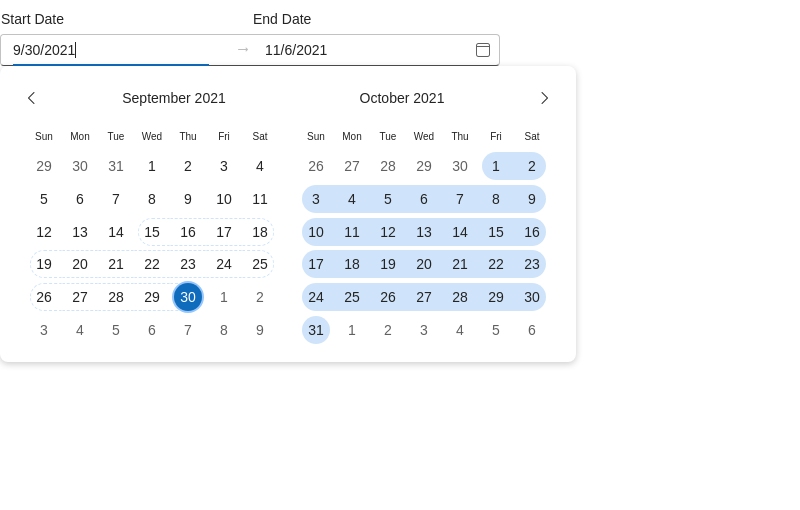 Start Date End Date
9/30/2021 → 11/6/2021
September 2021
Sun Mon Tue Wed Thu Fri Sat
29 30 31 1 2 3 4
5 6 7 8 9 10 11
12 13 14 15 16 17 18
19 20 21 22 23 24 25
26 27 28 29 30 1 2
3 4 5 6 7 8 9
October 2021
Sun Mon Tue Wed Thu Fri Sat
26 27 28 29 30 1 2
3 4 5 6 7 8 9
10 11 12 13 14 15 16
17 18 19 20 21 22 23
24 25 26 27 28 29 30
31 1 2 3 4 5 6